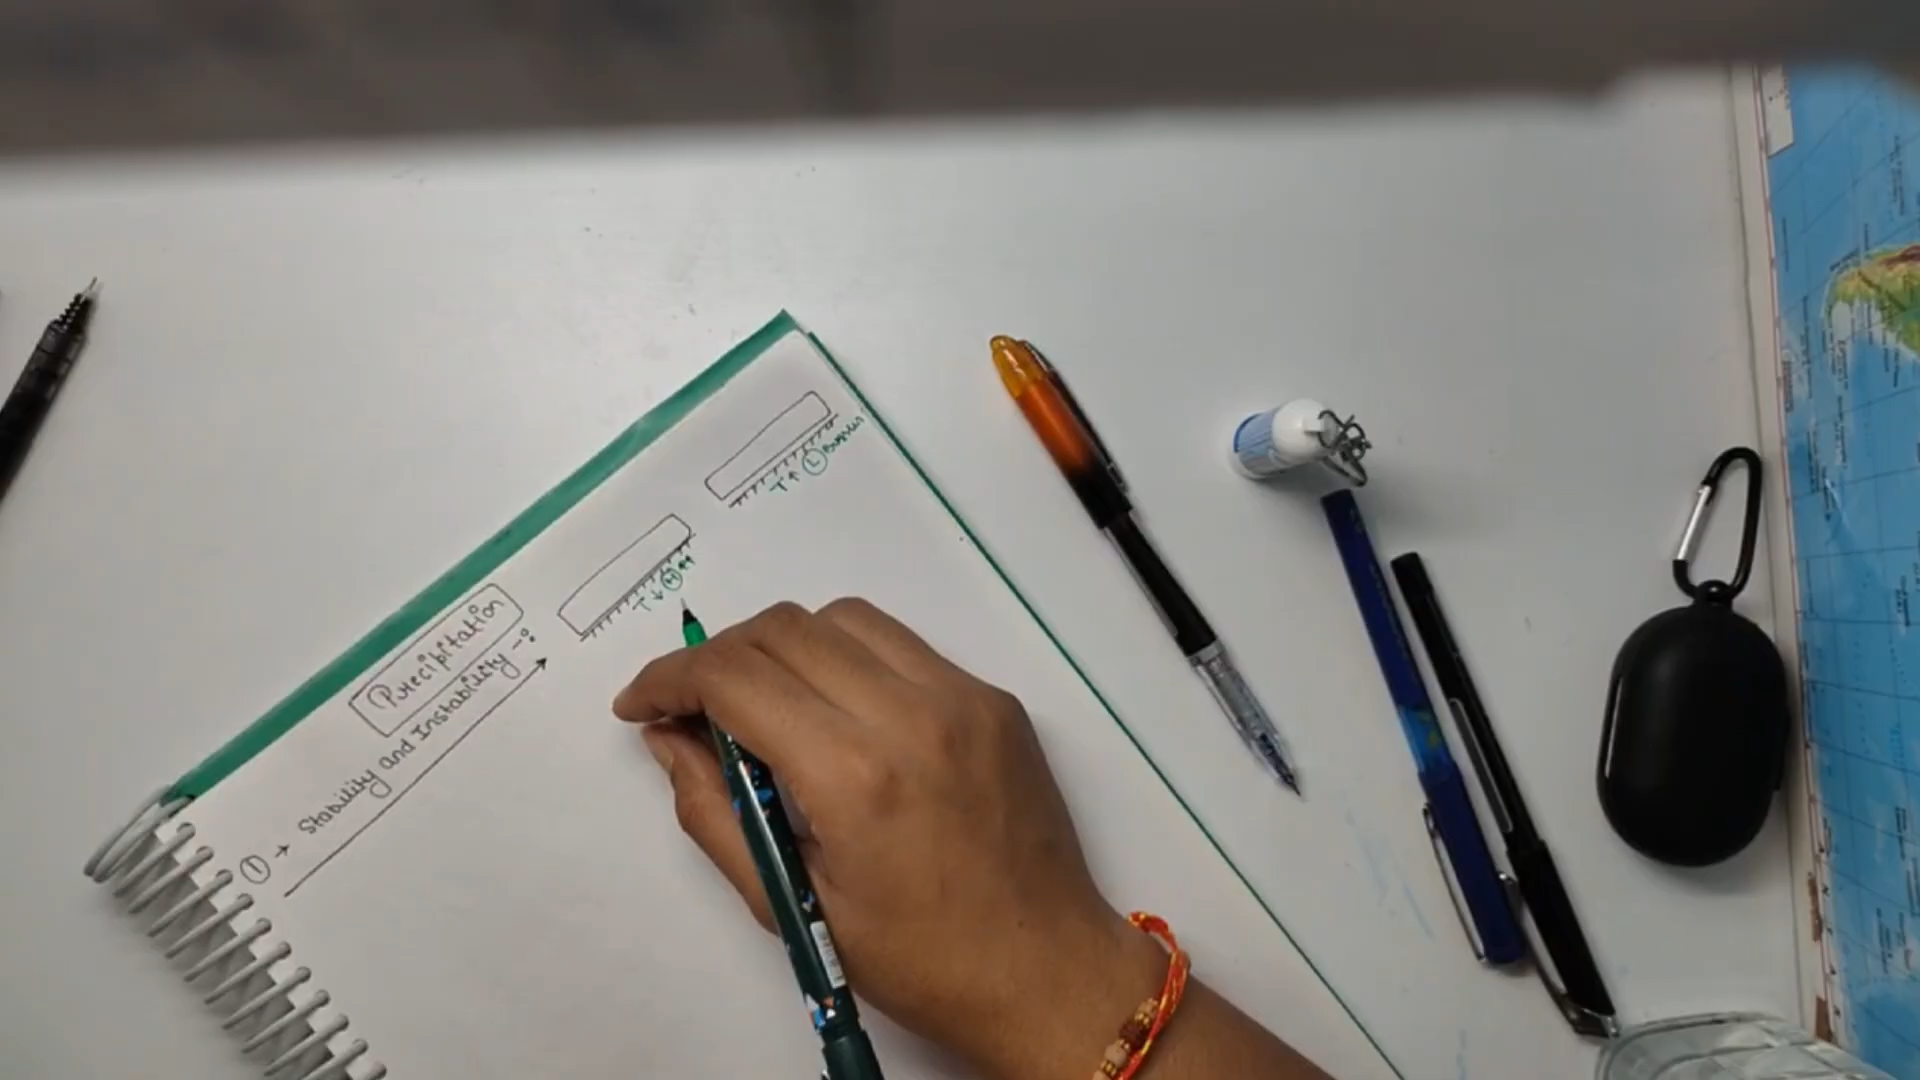 Precipitation
① → Stability and Instability -:
T ↓ (H)
T ↑ (L)